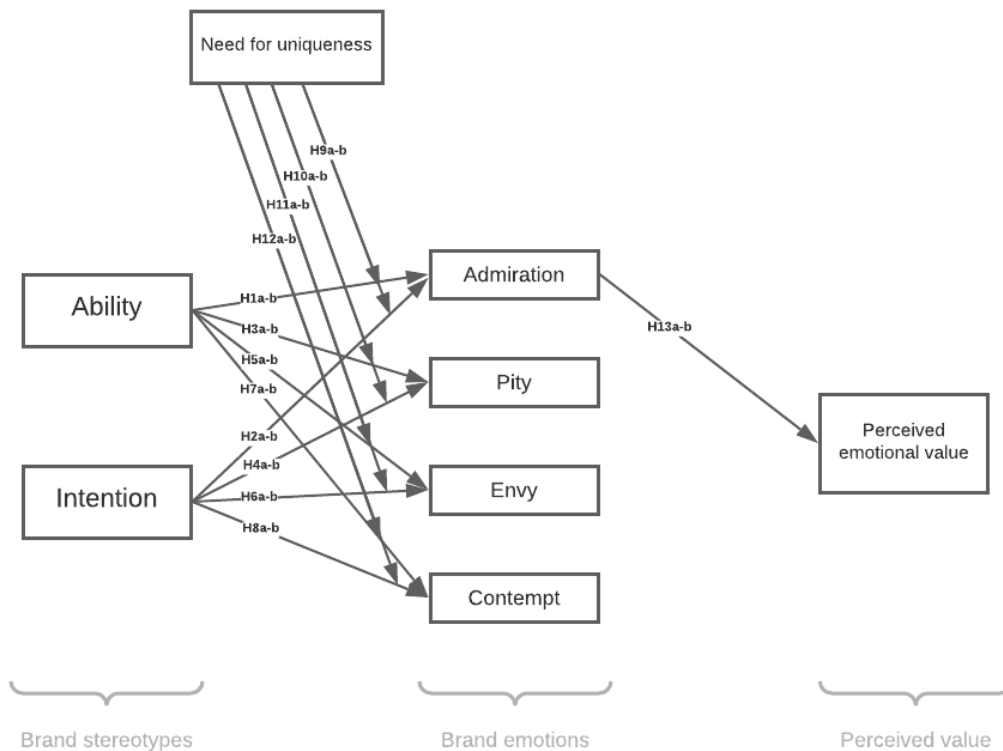 Need for uniqueness
H9a-b
H10a-b
H11a-b
H12a-b
Admiration
Ability
H1a-b
H3a-b
H13a-b
H5a-b
Pity
H7a-b
Perceived
emotional value
H2a-b
H4a-b
Intention
H6a-b
Envy
H8a-b
Contempt
Brand stereotypes
Brand emotions
Perceived value